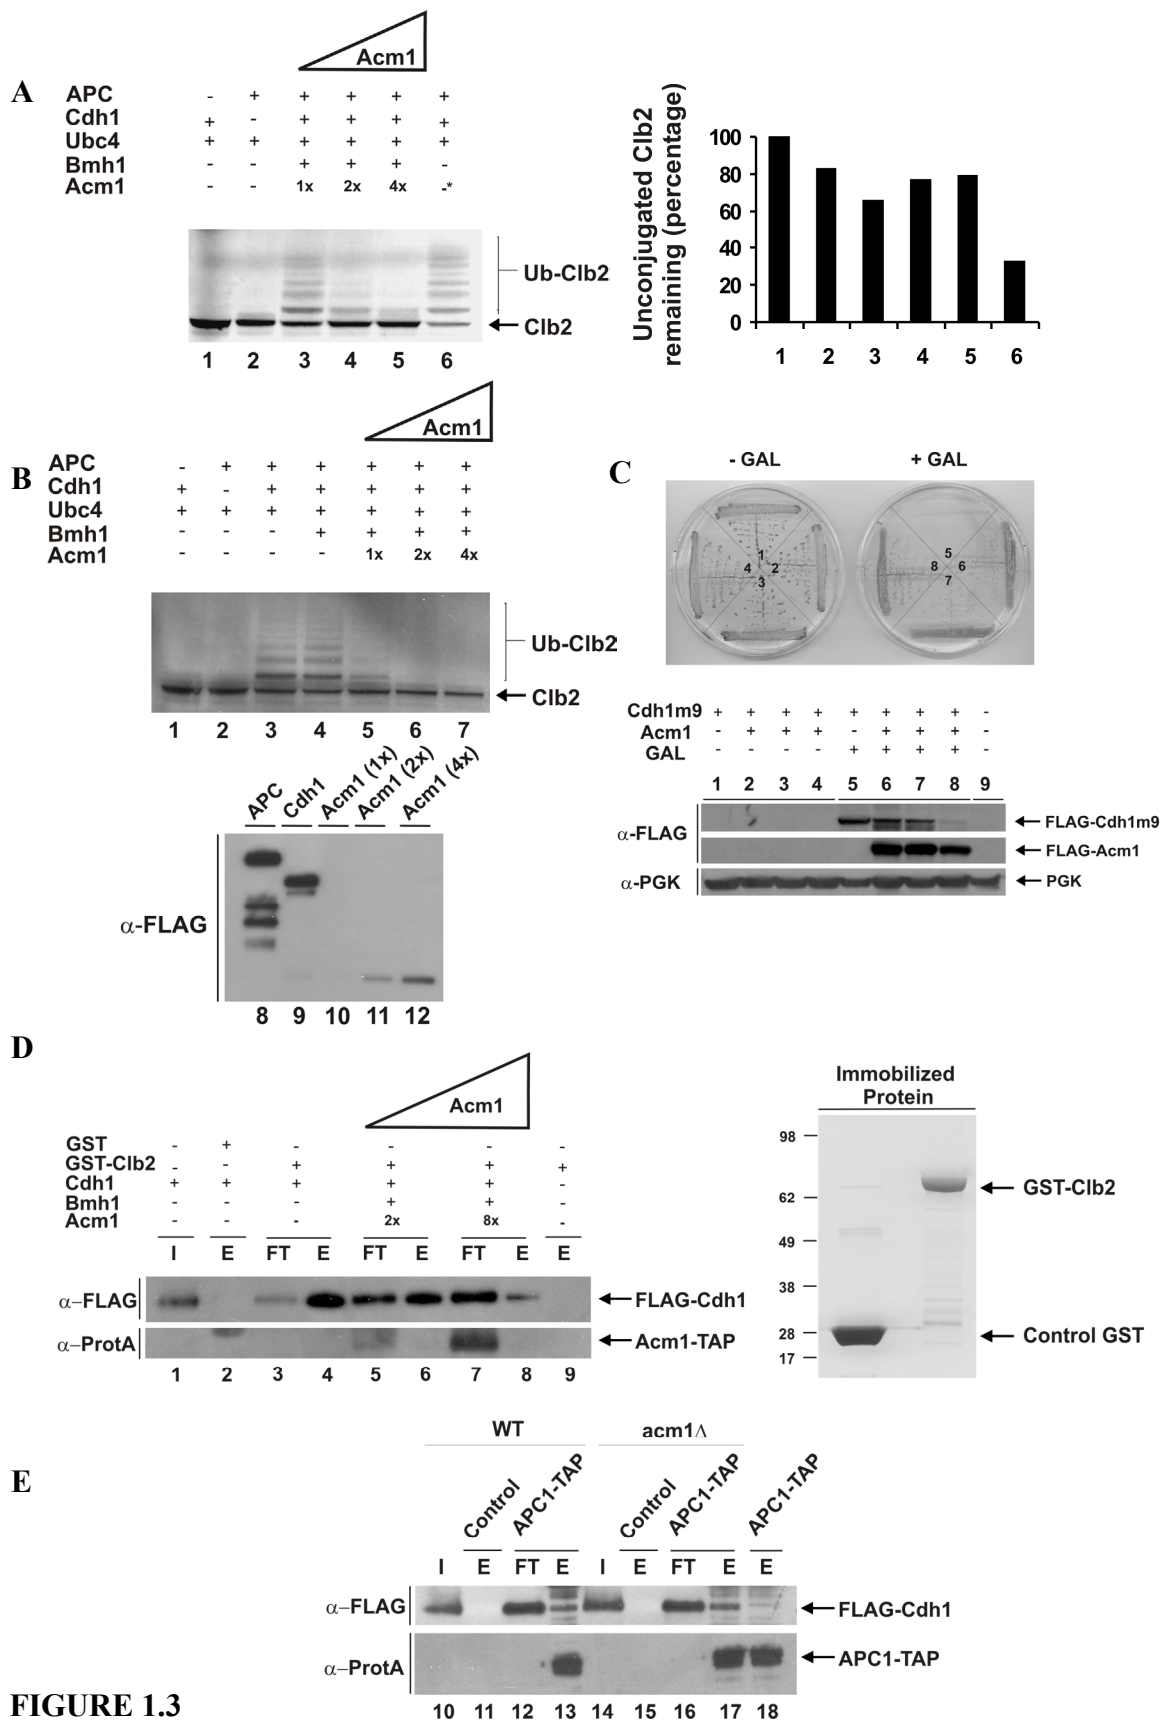 Acm1
A
APC - + + + + +
Cdh1 + - + + + +
Ubc4 + + + + + +
Bmh1 - - + + + -
Acm1 - - 1x 2x 4x -*
Ub-Clb2
Clb2
1 2 3 4 5 6
Unconjugated Clb2
remaining (percentage)
100
80
60
40
20
0
1 2 3 4 5 6
Acm1
B
APC - + + + + + +
Cdh1 + - + + + + +
Ubc4 + + + + + + +
Bmh1 - - - + + + +
Acm1 - - - - 1x 2x 4x
Ub-Clb2
Clb2
1 2 3 4 5 6 7
APC Cdh1 Acm1 (1x) Acm1 (2x) Acm1 (4x)
α-FLAG
8 9 10 11 12
C
- GAL + GAL
1 2 3 4
5 6 7 8
Cdh1m9 + + + + + + + + -
Acm1 - + + + - + + + -
GAL - - - - + + + + -
1 2 3 4 5 6 7 8 9
α-FLAG
FLAG-Cdh1m9
FLAG-Acm1
α-PGK
PGK
D
Acm1
GST - + - - - -
GST-Clb2 - - + + + +
Cdh1 + + + + + -
Bmh1 - - - + + -
Acm1 - - - 2x 8x -
I E FT E FT E FT E E
α–FLAG
FLAG-Cdh1
α–ProtA
Acm1-TAP
1 2 3 4 5 6 7 8 9
Immobilized
Protein
98
62
49
38
28
17
GST-Clb2
Control GST
E
WT acm1Δ
Control APC1-TAP Control APC1-TAP APC1-TAP
I E FT E I E FT E E
α–FLAG
FLAG-Cdh1
α–ProtA
APC1-TAP
10 11 12 13 14 15 16 17 18
FIGURE 1.3